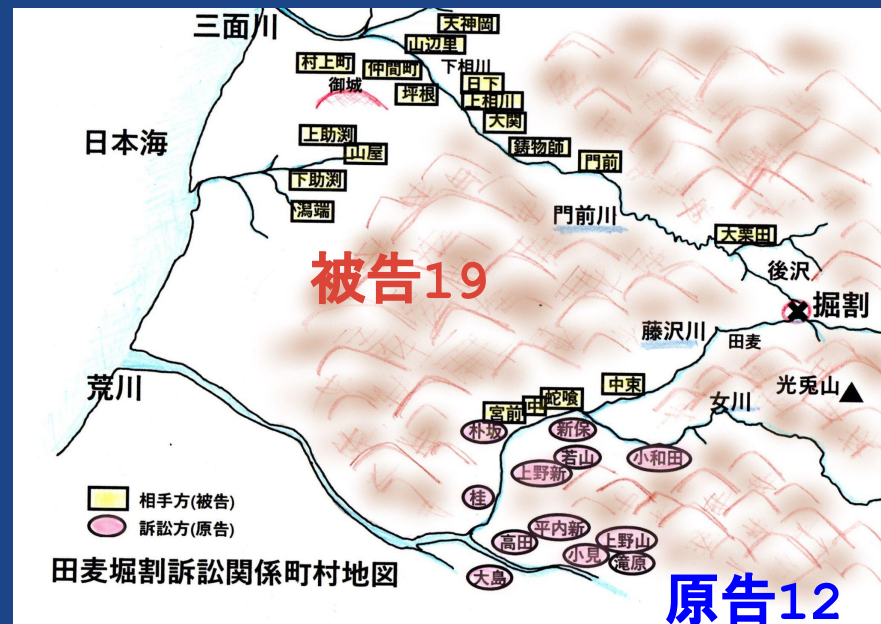 三面川
天神岡
山辺里
村上町
仲間町
下相川
御城
日下
坪根
上相川
大関
日本海
上助渕
山屋
鋳物師
門前
下助渕
潟端
門前川
大栗田
被告19
後沢
掘割
藤沢川
田麦
荒川
中束
光兎山
蛇喰
中
宮前
女川
朴坂
新保
若山
小和田
上野新
桂
相手方(被告)
訴訟方(原告)
平内新
高田
上野山
小見
滝原
田麦堀割訴訟関係町村地図
大島
原告12